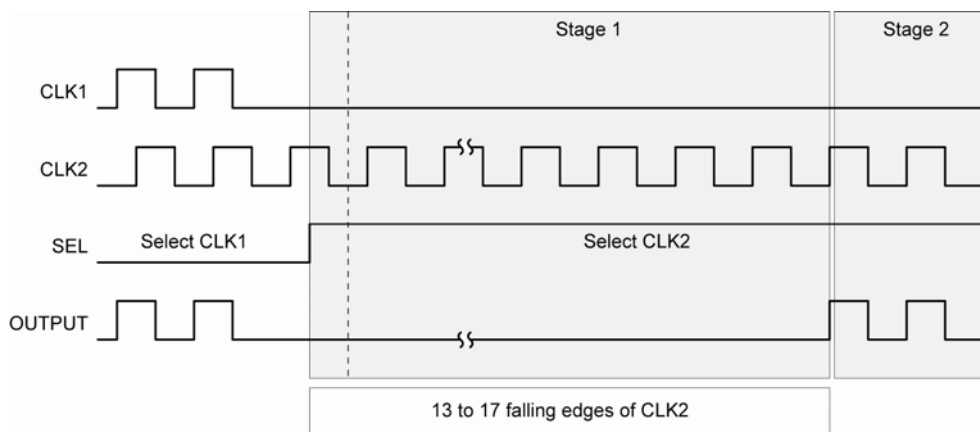 Stage 1
Stage 2
CLK1
CLK2
SEL
Select CLK1
Select CLK2
OUTPUT
13 to 17 falling edges of CLK2